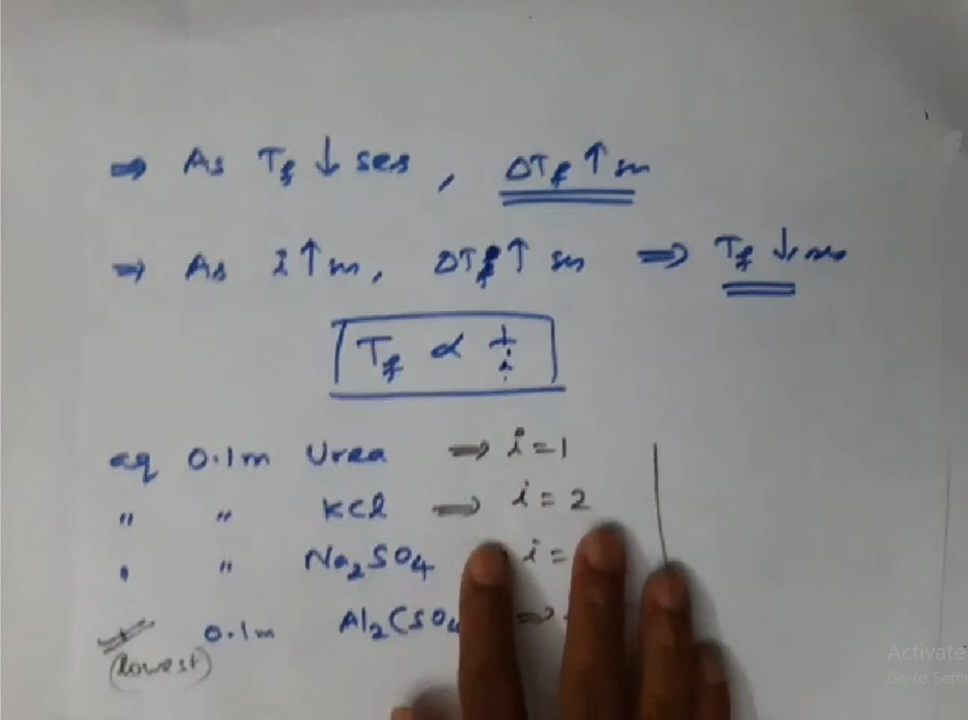 ⇒ As Tf ↓ ses, ΔTf ↑ ses
⇒ As i ↑ ses, ΔTf ↑ ses ⇒ Tf ↓ ses
Tf ∝ 1/i
aq 0.1m Urea ⇒ i=1
" " KCl ⇒ i = 2
" " Na₂SO₄ i =
0.1m Al₂(SO₄ ⇒
(lowest)
Activate
Go to Setti